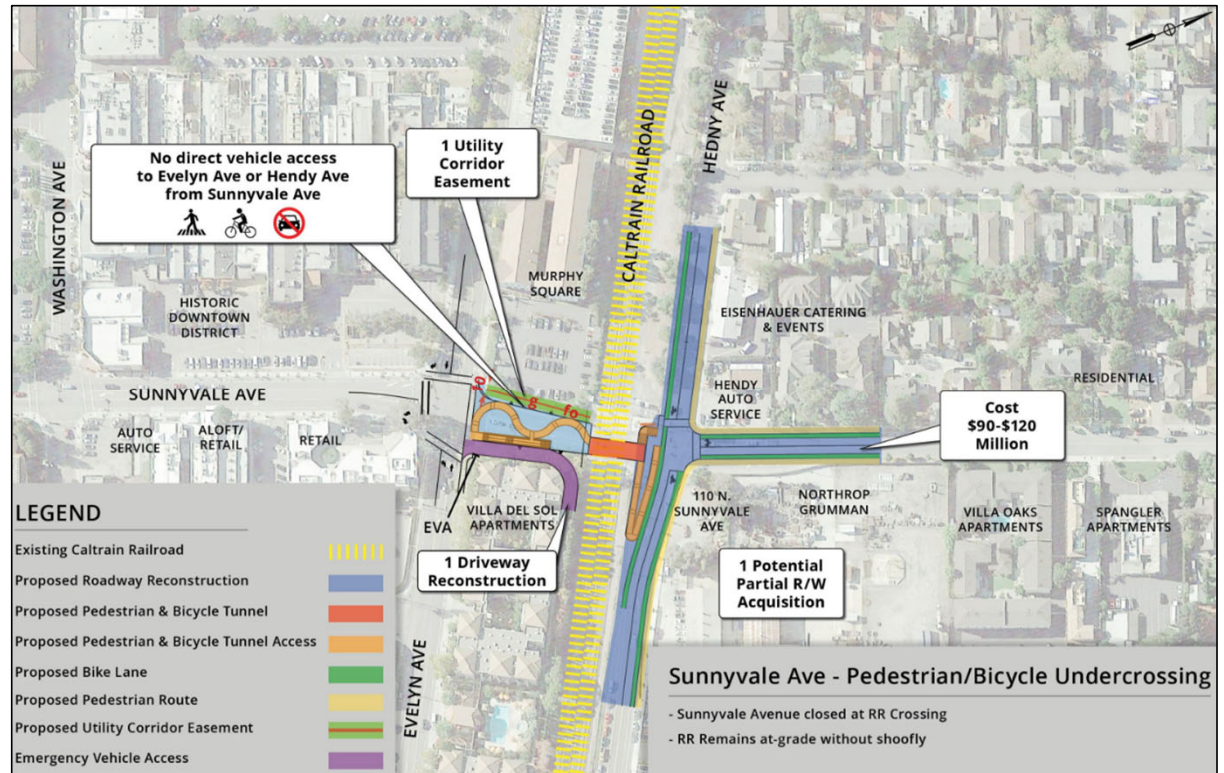 WASHINGTON AVE
No direct vehicle access
to Evelyn Ave or Hendy Ave
from Sunnyvale Ave
1 Utility
Corridor
Easement
CALTRAIN RAILROAD
HEDNY AVE
MURPHY
SQUARE
HISTORIC
DOWNTOWN
DISTRICT
EISENHAUER CATERING
& EVENTS
SUNNYVALE AVE
HENDY
AUTO
SERVICE
RESIDENTIAL
AUTO
SERVICE
ALOFT/
RETAIL
RETAIL
g
fo
Cost
$90-$120
Million
EVA
VILLA DEL SOL
APARTMENTS
110 N.
SUNNYVALE
AVE
NORTHROP
GRUMMAN
VILLA OAKS
APARTMENTS
SPANGLER
APARTMENTS
1 Driveway
Reconstruction
1 Potential
Partial R/W
Acquisition
EVELYN AVE
LEGEND
Existing Caltrain Railroad
Proposed Roadway Reconstruction
Proposed Pedestrian & Bicycle Tunnel
Proposed Pedestrian & Bicycle Tunnel Access
Proposed Bike Lane
Proposed Pedestrian Route
Proposed Utility Corridor Easement
Emergency Vehicle Access
Sunnyvale Ave - Pedestrian/Bicycle Undercrossing
- Sunnyvale Avenue closed at RR Crossing
- RR Remains at-grade without shoofly